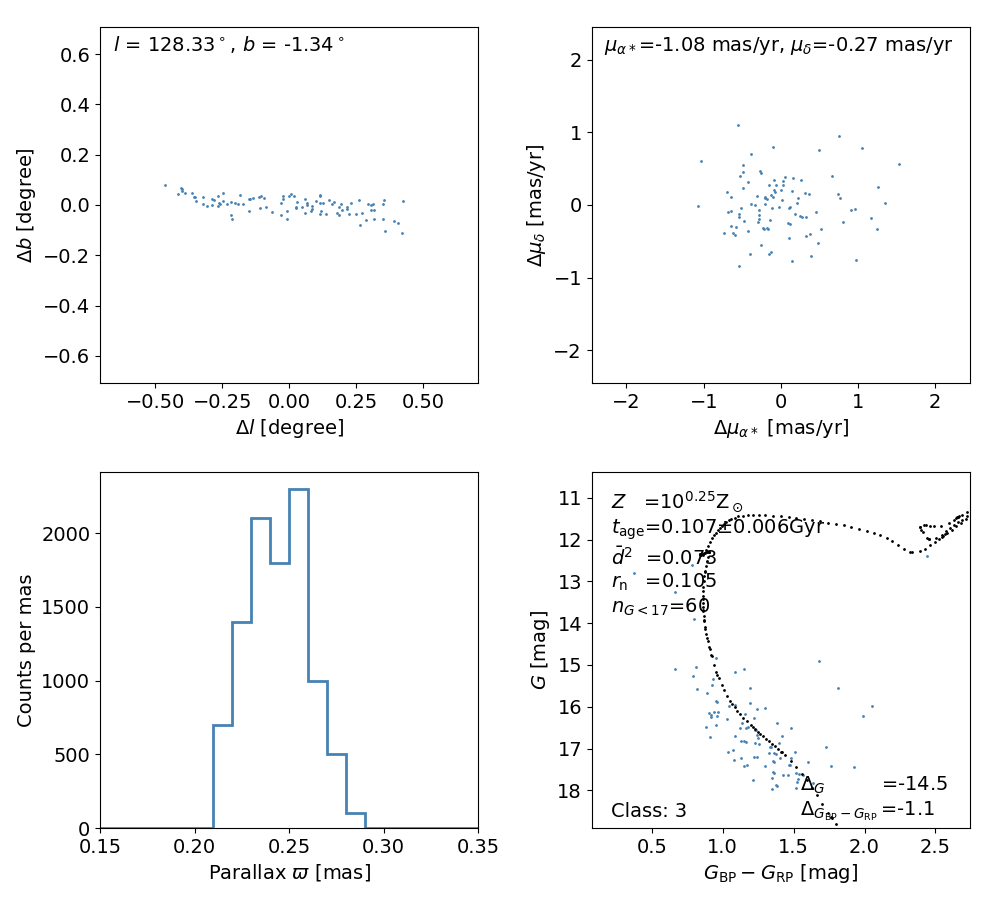 l = 128.33°, b = -1.34°
0.6
0.4
0.2
0.0
−0.2
−0.4
−0.6
Δb [degree]
−0.50 −0.25 0.00 0.25 0.50
Δl [degree]
μα*=-1.08 mas/yr, μδ=-0.27 mas/yr
2
1
0
−1
−2
Δμδ [mas/yr]
−2 −1 0 1 2
Δμα* [mas/yr]
2000
1500
1000
500
0
Counts per mas
0.15 0.20 0.25 0.30 0.35
Parallax ϖ [mas]
Z =10^0.25 Z⊙
t_age=0.107±0.006Gyr
d̄² =0.073
r_n =0.105
n_G<17=60
11
12
13
14
15
16
17
18
G [mag]
Δ_G =-14.5
Class: 3
Δ_G_BP−G_RP =-1.1
0.5 1.0 1.5 2.0 2.5
G_BP − G_RP [mag]